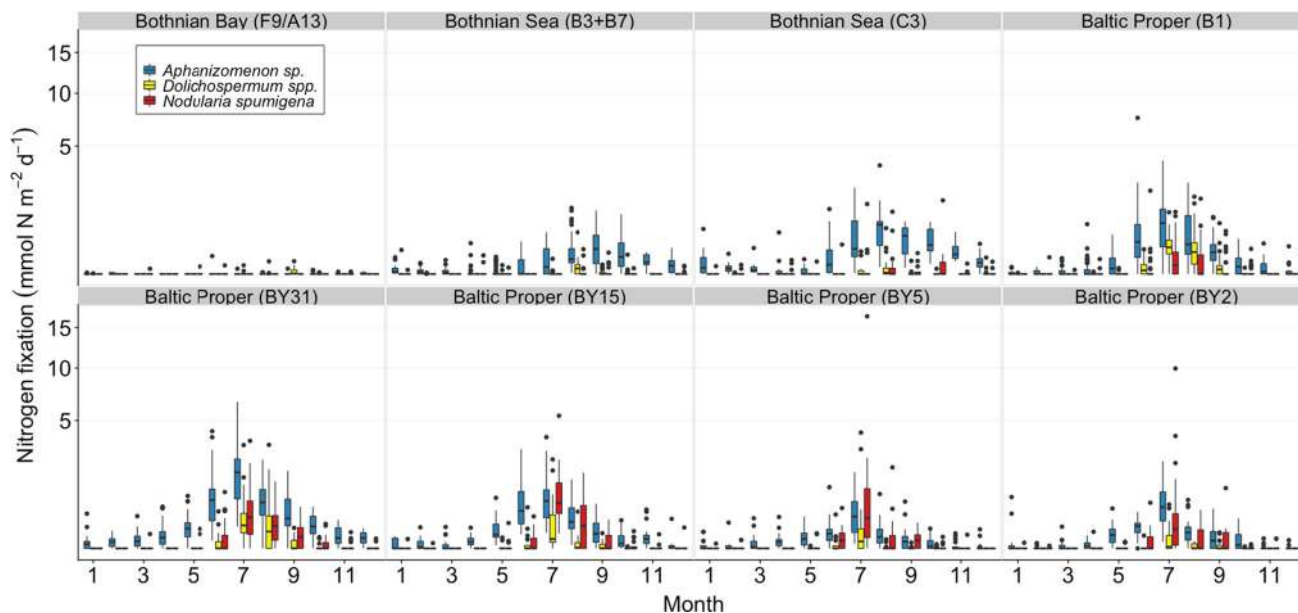 Bothnian Bay (F9/A13) Bothnian Sea (B3+B7) Bothnian Sea (C3) Baltic Proper (B1)
15
10
5
Aphanizomenon sp.
Dolichospermum spp.
Nodularia spumigena
Nitrogen fixation (mmol N m⁻² d⁻¹)
Baltic Proper (BY31) Baltic Proper (BY15) Baltic Proper (BY5) Baltic Proper (BY2)
15
10
5
1 3 5 7 9 11 1 3 5 7 9 11 1 3 5 7 9 11 1 3 5 7 9 11
Month